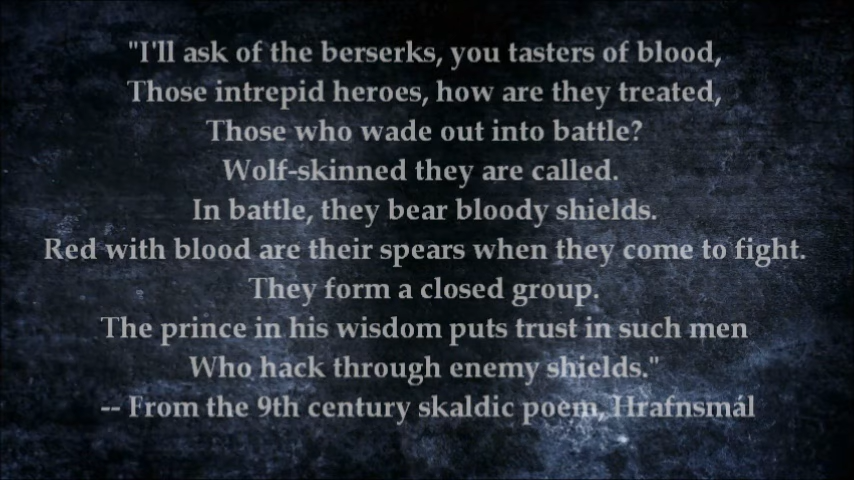 "I'll ask of the berserks, you tasters of blood,
Those intrepid heroes, how are they treated,
Those who wade out into battle?
Wolf-skinned they are called.
In battle, they bear bloody shields.
Red with blood are their spears when they come to fight.
They form a closed group.
The prince in his wisdom puts trust in such men
Who hack through enemy shields."
-- From the 9th century skaldic poem, Hrafnsmál